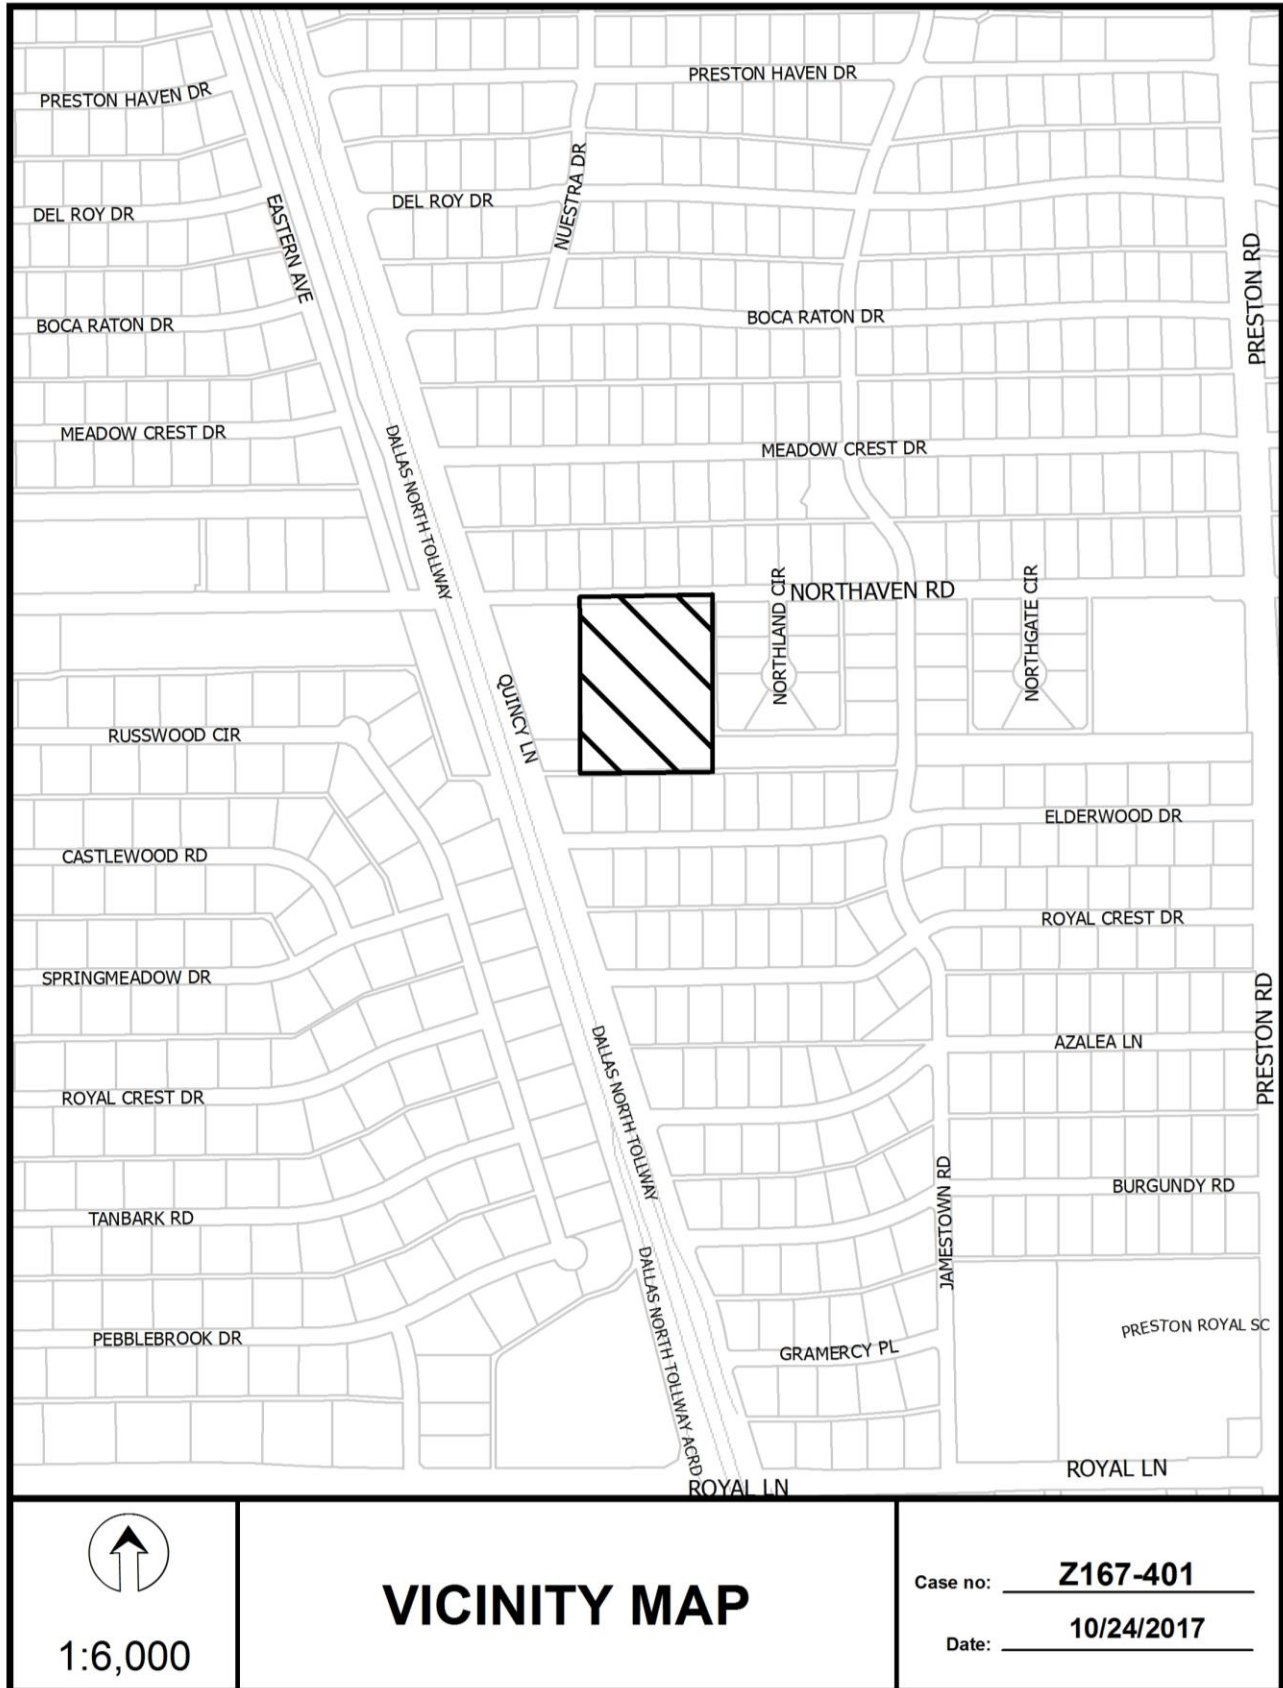 PRESTON HAVEN DR
PRESTON HAVEN DR
DEL ROY DR
DEL ROY DR
NUESTRA DR
EASTERN AVE
PRESTON RD
BOCA RATON DR
BOCA RATON DR
MEADOW CREST DR
MEADOW CREST DR
DALLAS NORTH TOLLWAY
NORTHLAND CIR
NORTHAVEN RD
NORTHGATE CIR
QUINCY LN
RUSSWOOD CIR
ELDERWOOD DR
CASTLEWOOD RD
ROYAL CREST DR
SPRINGMEADOW DR
PRESTON RD
DALLAS NORTH TOLLWAY
AZALEA LN
ROYAL CREST DR
BURGUNDY RD
JAMESTOWN RD
TANBARK RD
DALLAS NORTH TOLLWAY ACRD
PRESTON ROYAL SC
PEBBLEBROOK DR
GRAMERCY PL
ROYAL LN
ROYAL LN
1:6,000
VICINITY MAP
Case no: Z167-401
Date: 10/24/2017